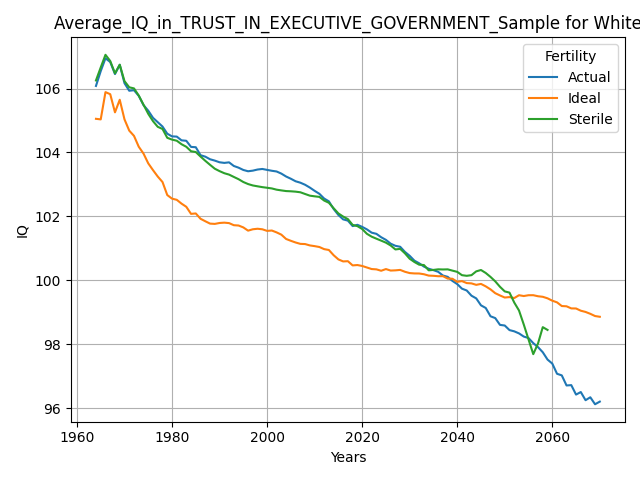 Average_IQ_in_TRUST_IN_EXECUTIVE_GOVERNMENT_Sample for White
Fertility
Actual
Ideal
Sterile
IQ
106
104
102
100
98
96
1960
1980
2000
2020
2040
2060
Years